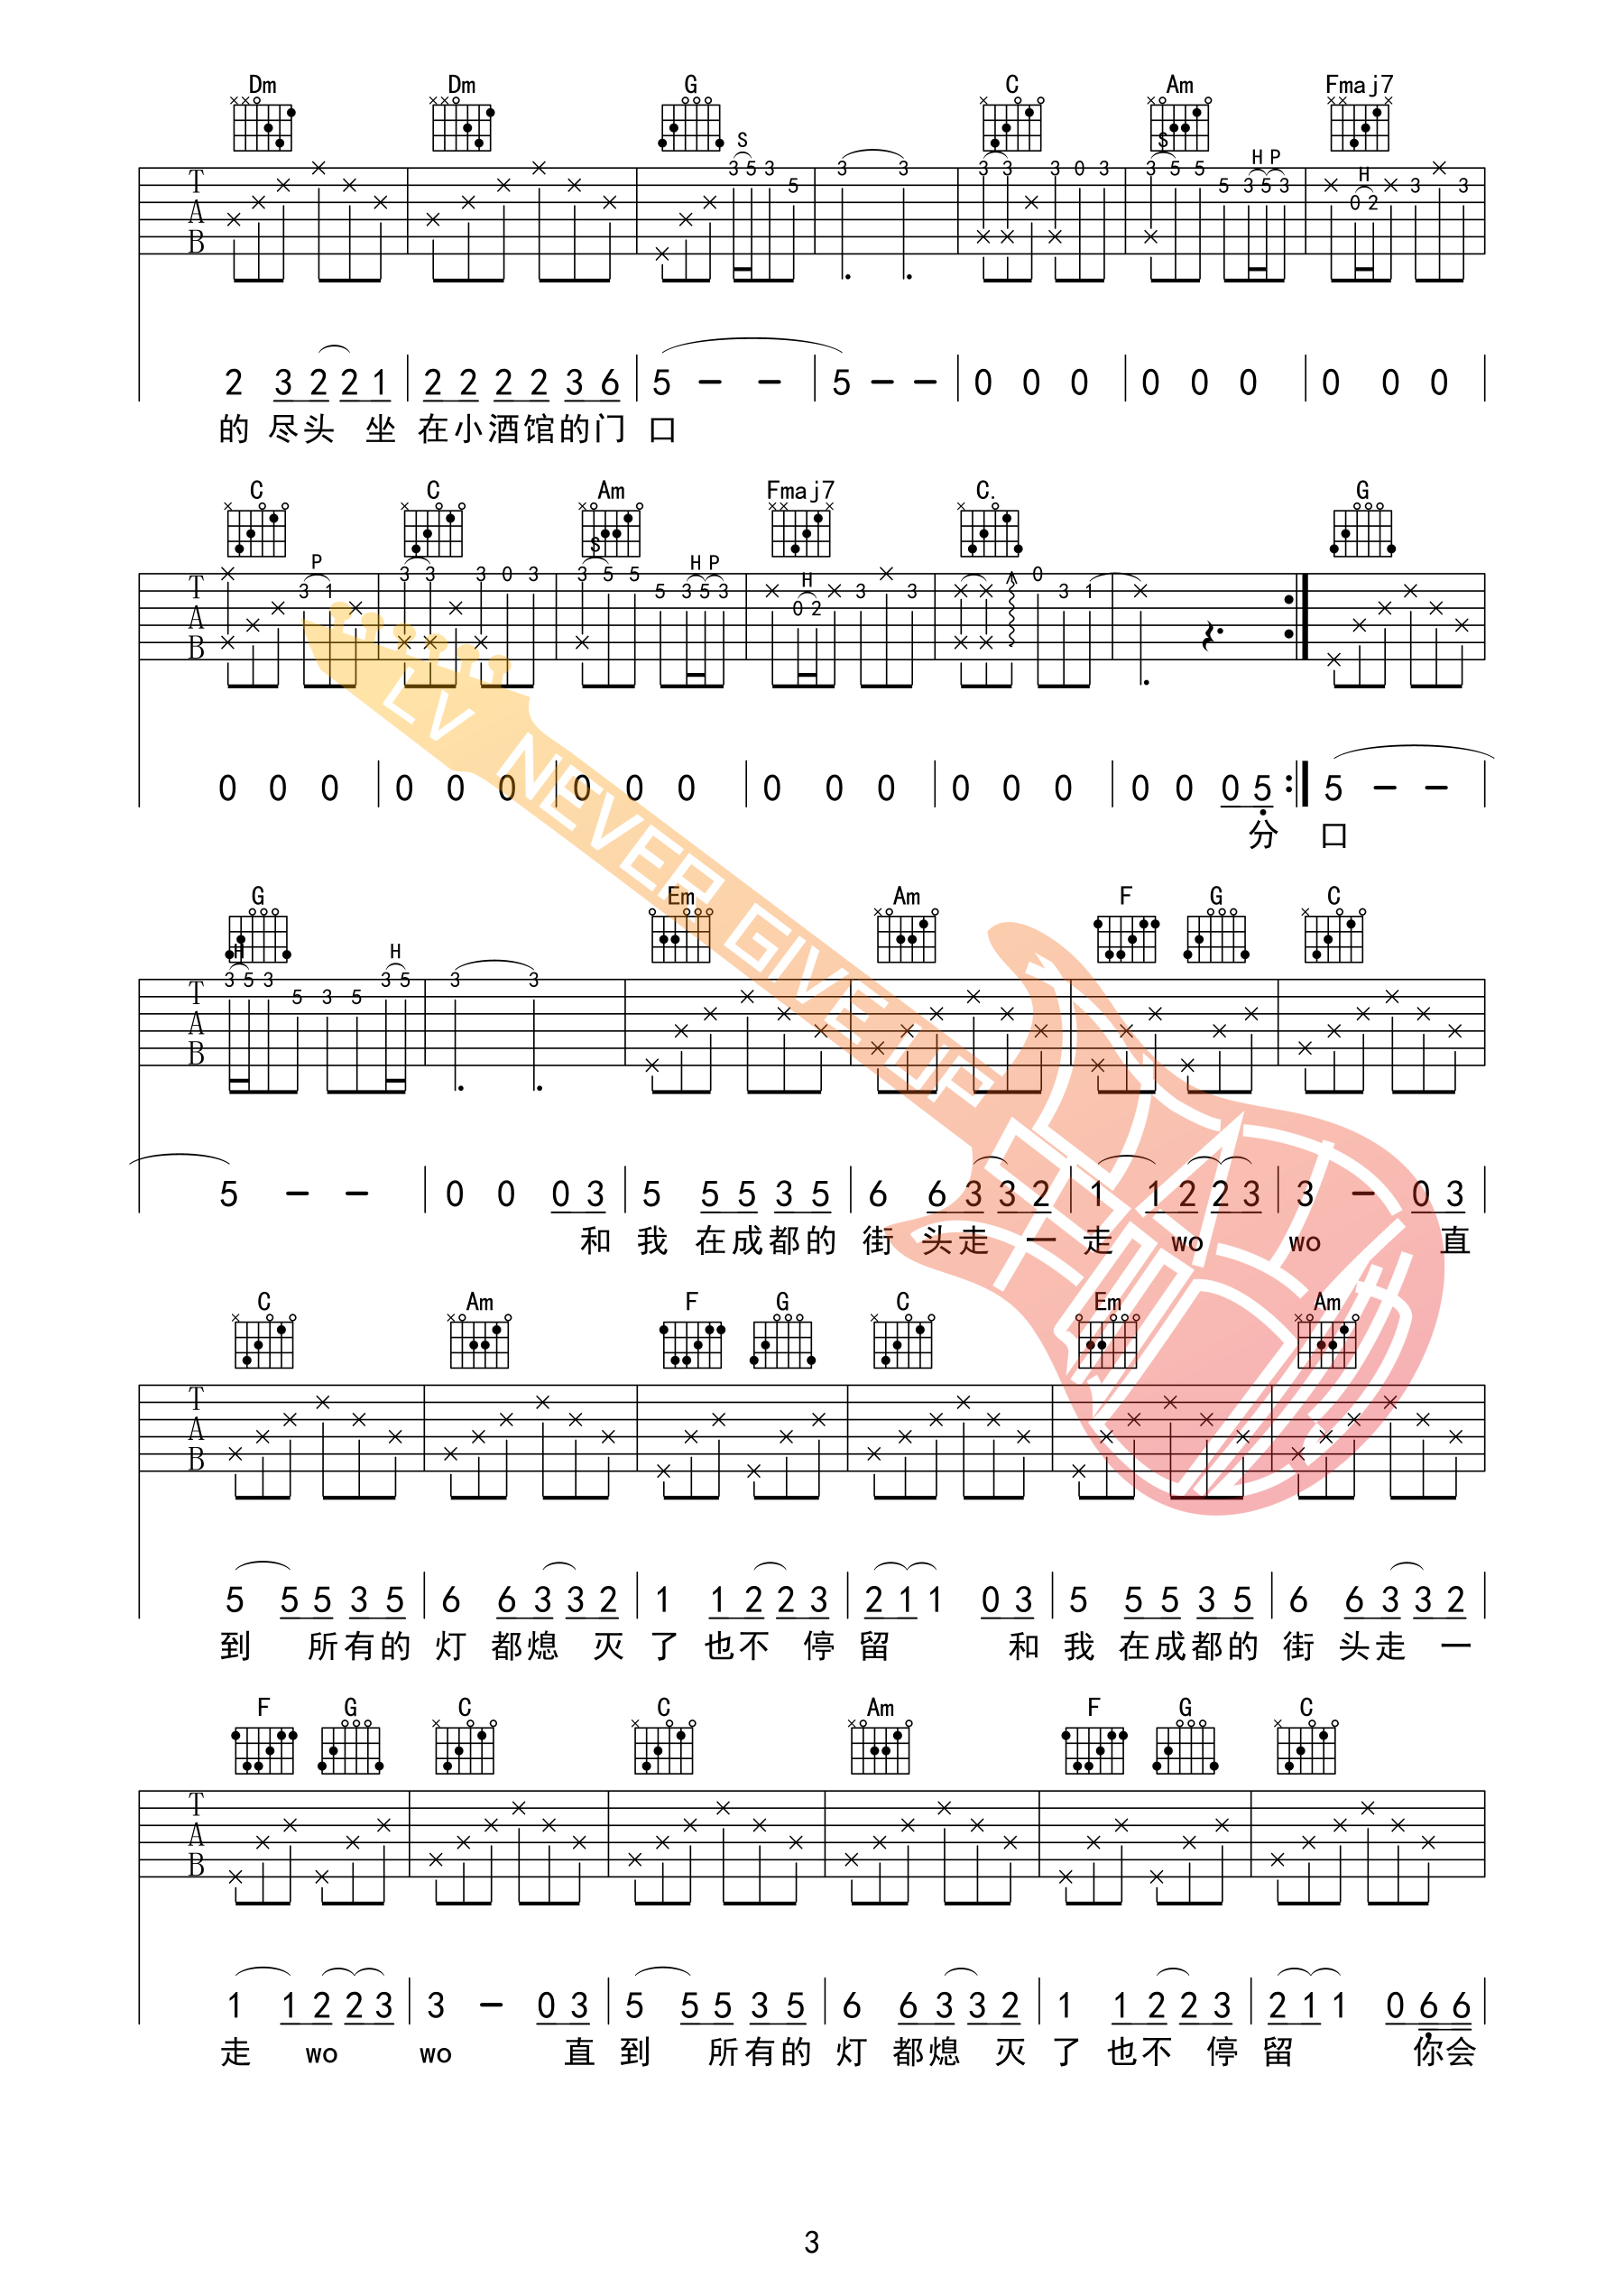 Dm Dm G C Am Fmaj7
S S H P H
3 5 3 5 3 3 3 3 3 0 3 3 5 5 5 3 5 3 0 2 3 3
T A B
2 3 2 2 1 2 2 2 2 3 6 5 － － 5 － － 0 0 0 0 0 0 0 0 0
的 尽头 坐 在小酒馆的门 口
C C Am Fmaj7 C. G
P S H P H
3 1 3 3 3 0 3 3 5 5 5 3 5 3 0 2 3 3 0 3 1
T A B
0 0 0 0 0 0 0 0 0 0 0 0 0 0 0 0 0 0 5 5 － －
分 口
G Em Am F G C
H H
3 5 3 5 3 5 3 5 3 3
T A B
5 － － 0 0 0 3 5 5 5 3 5 6 6 3 3 2 1 1 2 2 3 3 － 0 3
和 我 在成都的 街 头走 一 走 wo wo 直
C Am F G C Em Am
T A B
5 5 5 3 5 6 6 3 3 2 1 1 2 2 3 2 1 1 0 3 5 5 5 3 5 6 6 3 3 2
到 所有的 灯 都熄 灭 了 也不 停 留 和 我 在成都的 街 头走 一
F G C C Am F G C
T A B
1 1 2 2 3 3 － 0 3 5 5 5 3 5 6 6 3 3 2 1 1 2 2 3 2 1 1 0 6 6
走 wo wo 直 到 所有的 灯 都熄 灭 了 也不 停 留 你会
LV NEVER GIVE UP
3